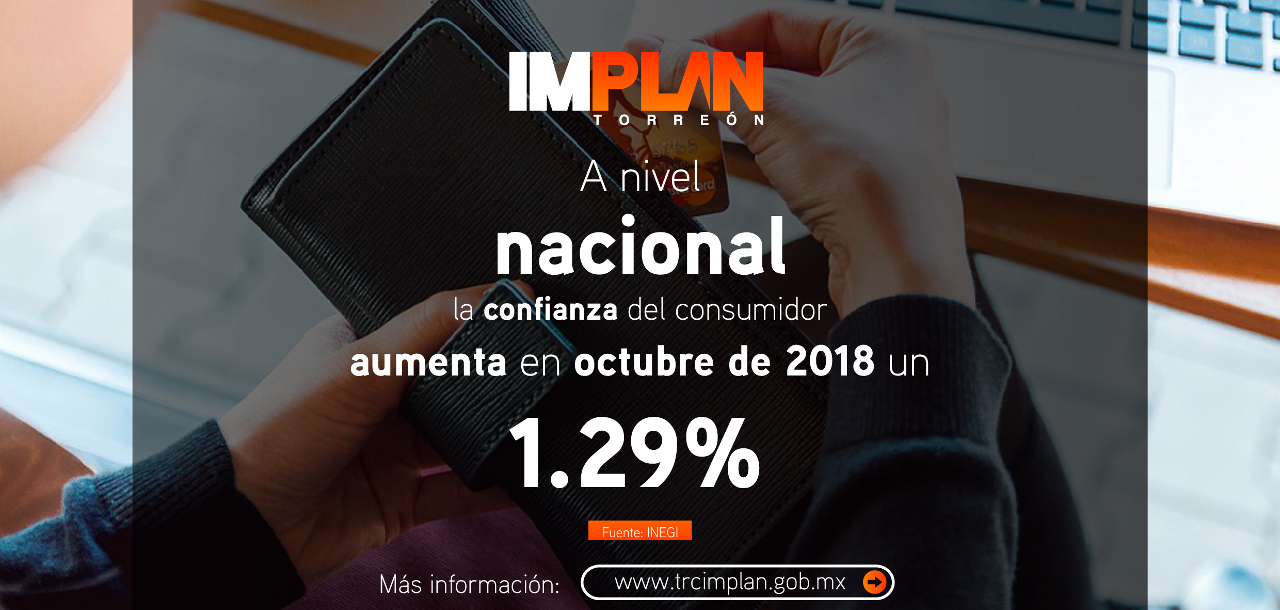 IMPLAN
TORREÓN
A nivel
nacional
la confianza del consumidor
aumenta en octubre de 2018 un
1.29%
Fuente: INEGI
Más información: www.trcimplan.gob.mx